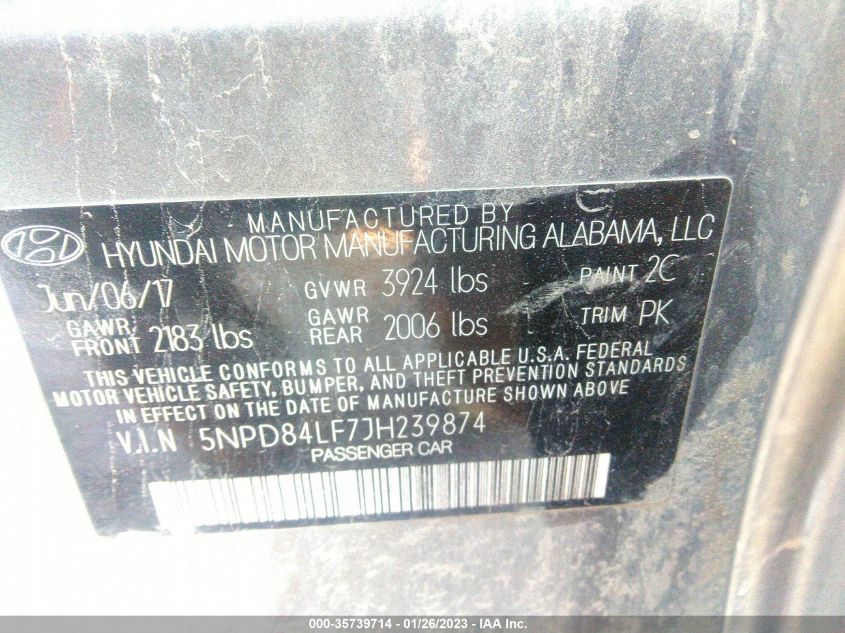 MANUFACTURED BY
HYUNDAI MOTOR MANUFACTURING ALABAMA, LLC
Jun/06/17 GVWR 3924 lbs PAINT 2C
GAWR FRONT 2183 lbs GAWR REAR 2006 lbs TRIM PK
THIS VEHICLE CONFORMS TO ALL APPLICABLE U.S.A. FEDERAL
MOTOR VEHICLE SAFETY, BUMPER, AND THEFT PREVENTION STANDARDS
IN EFFECT ON THE DATE OF MANUFACTURE SHOWN ABOVE
V.I.N 5NPD84LF7JH239874
PASSENGER CAR
000-35739714 - 01/26/2023 - IAA Inc.